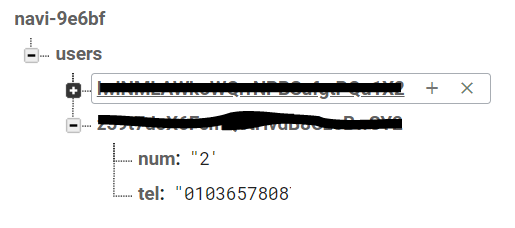 navi-9e6bf
users
num: "2'
tel: "0103657808'